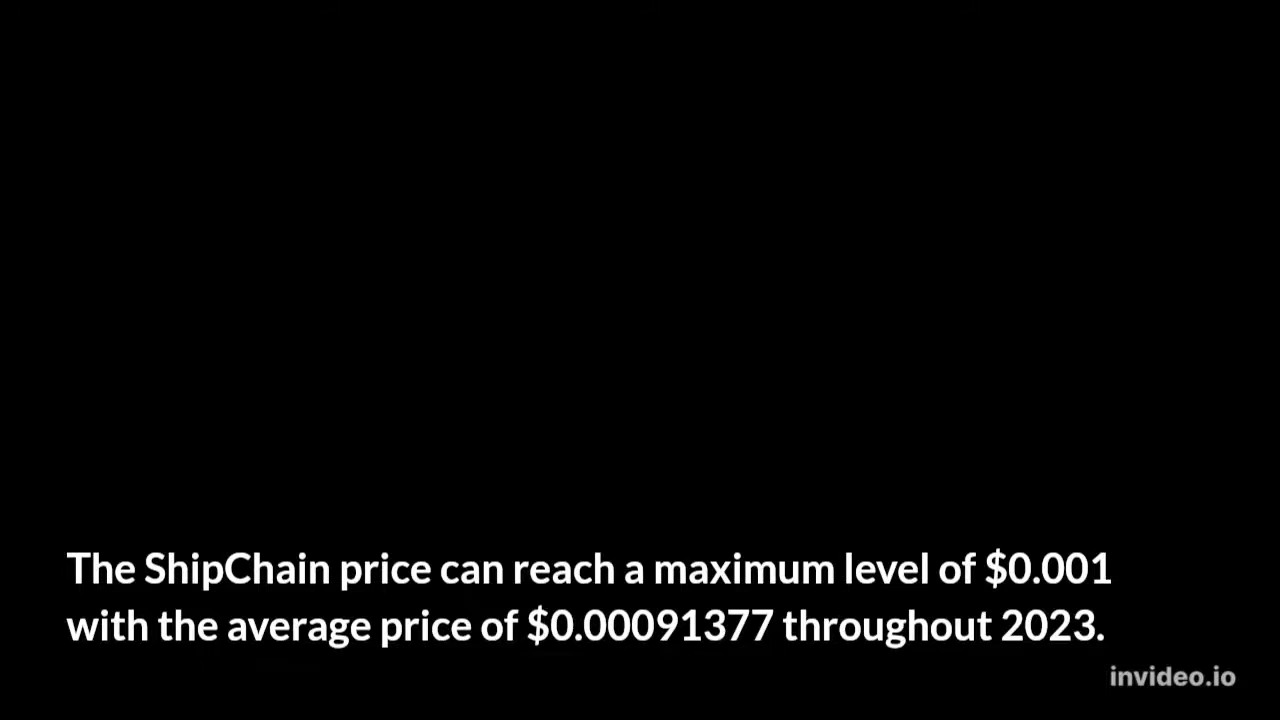 The ShipChain price can reach a maximum level of $0.001
with the average price of $0.00091377 throughout 2023.
invideo.io